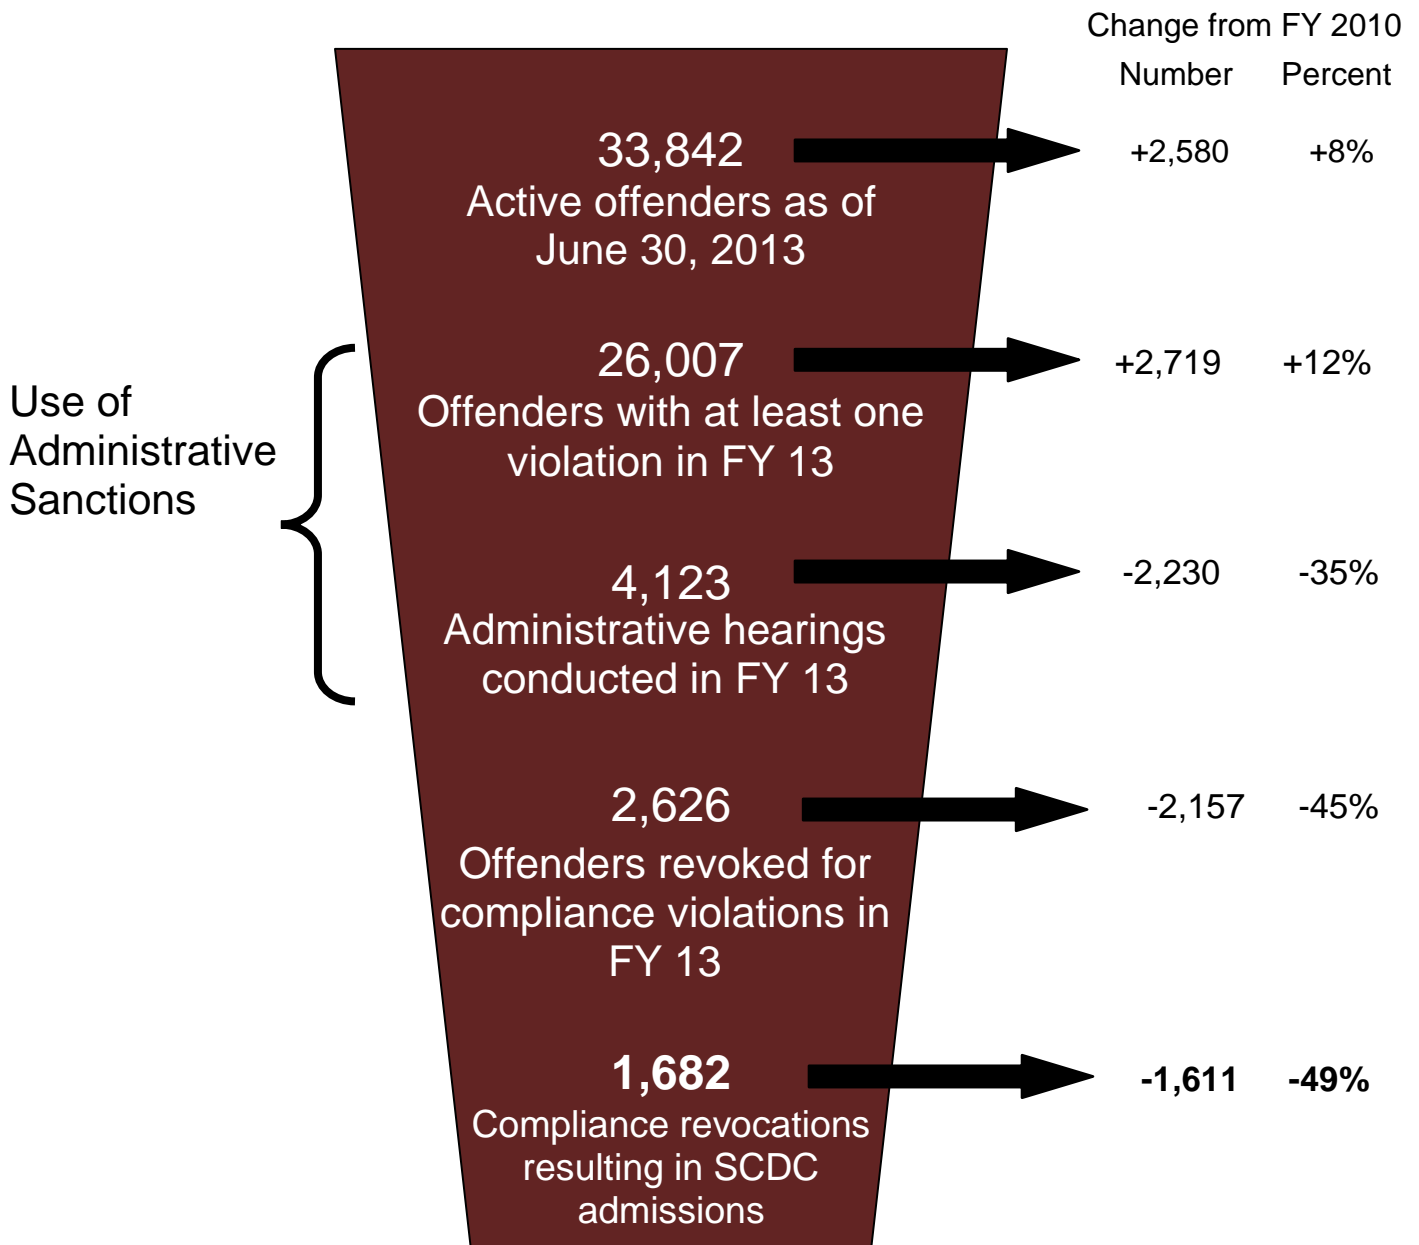 Change from FY 2010
Number Percent
33,842
+2,580 +8%
Active offenders as of
June 30, 2013
26,007
+2,719 +12%
Offenders with at least one
violation in FY 13
Use of
Administrative
Sanctions
4,123
-2,230 -35%
Administrative hearings
conducted in FY 13
2,626
-2,157 -45%
Offenders revoked for
compliance violations in
FY 13
1,682
-1,611 -49%
Compliance revocations
resulting in SCDC
admissions